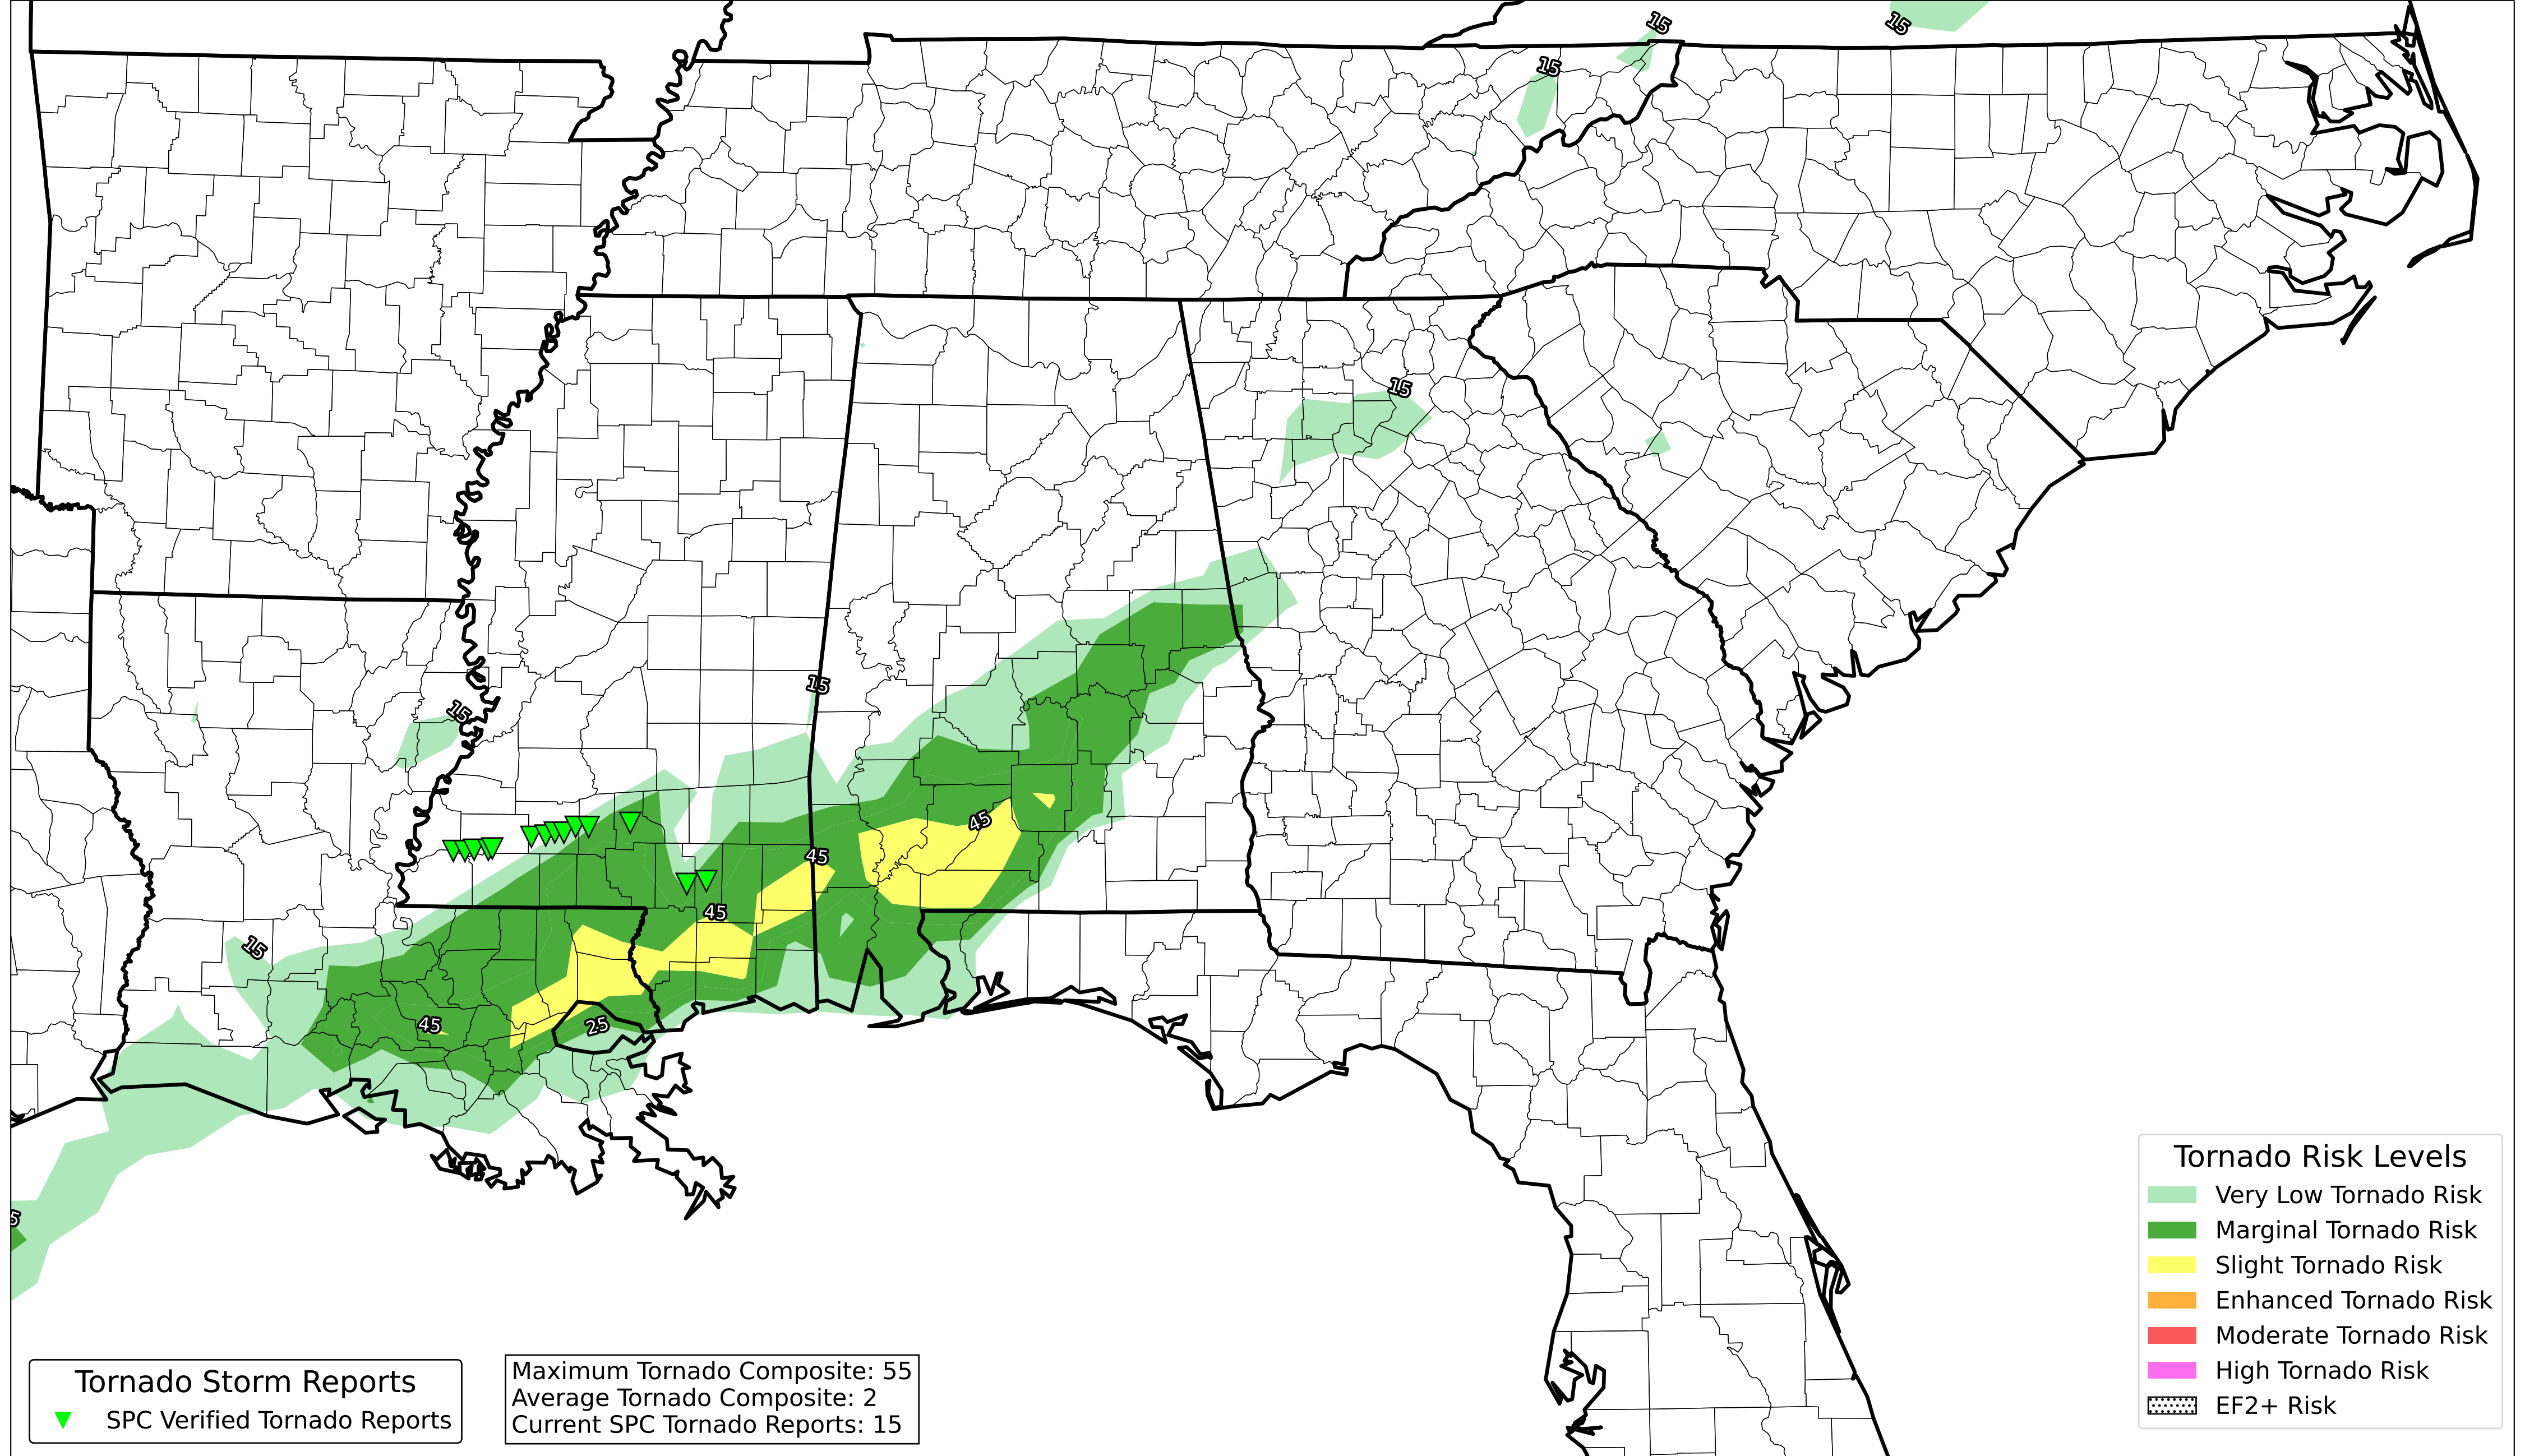 15
15
15
15
15
15
45
45
45
15
45
25
5
Tornado Risk Levels
Very Low Tornado Risk
Marginal Tornado Risk
Slight Tornado Risk
Enhanced Tornado Risk
Moderate Tornado Risk
High Tornado Risk
EF2+ Risk
Tornado Storm Reports
SPC Verified Tornado Reports
Maximum Tornado Composite: 55
Average Tornado Composite: 2
Current SPC Tornado Reports: 15